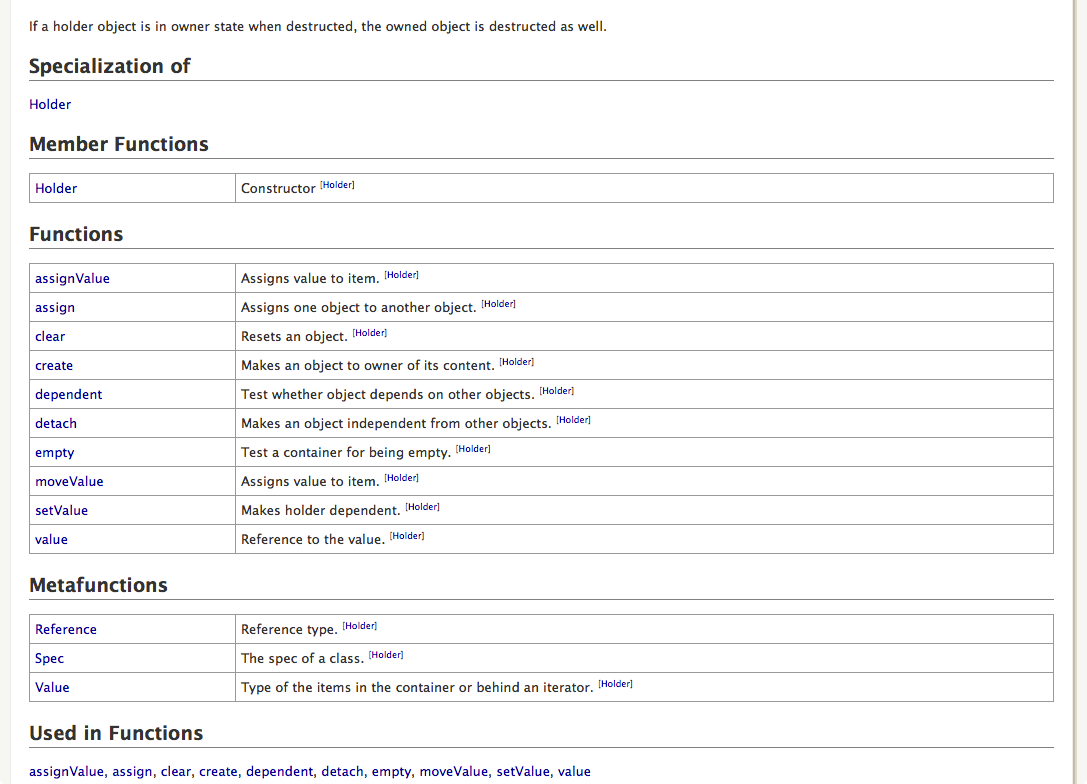 If a holder object is in owner state when destructed, the owned object is destructed as well.
Specialization of
Holder
Member Functions
Holder Constructor [Holder]
Functions
assignValue Assigns value to item. [Holder]
assign Assigns one object to another object. [Holder]
clear Resets an object. [Holder]
create Makes an object to owner of its content. [Holder]
dependent Test whether object depends on other objects. [Holder]
detach Makes an object independent from other objects. [Holder]
empty Test a container for being empty. [Holder]
moveValue Assigns value to item. [Holder]
setValue Makes holder dependent. [Holder]
value Reference to the value. [Holder]
Metafunctions
Reference Reference type. [Holder]
Spec The spec of a class. [Holder]
Value Type of the items in the container or behind an iterator. [Holder]
Used in Functions
assignValue, assign, clear, create, dependent, detach, empty, moveValue, setValue, value